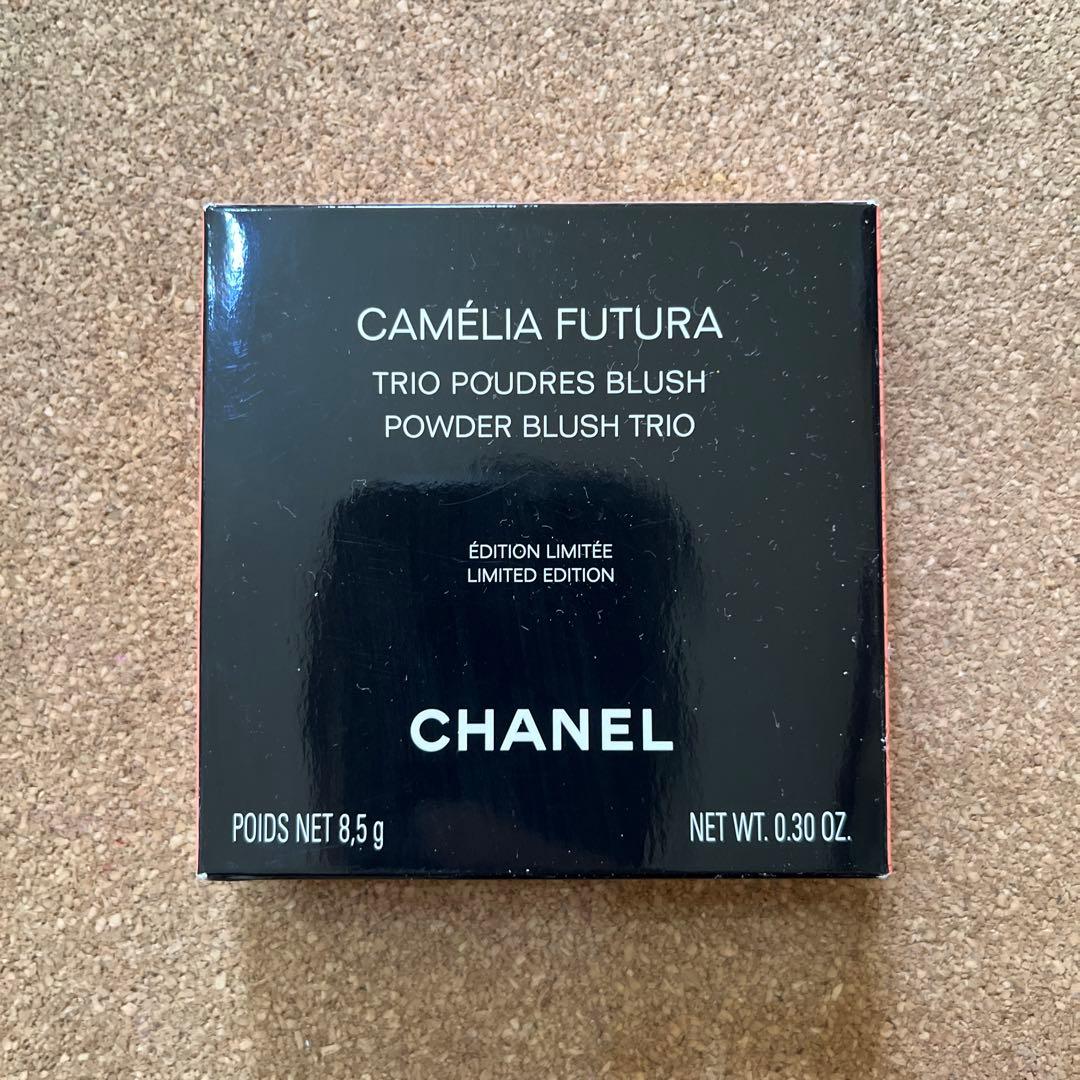 CAMÉLIA FUTURA
TRIO POUDRES BLUSH
POWDER BLUSH TRIO
ÉDITION LIMITÉE
LIMITED EDITION
CHANEL
POIDS NET 8,5 g
NET WT. 0.30 OZ.